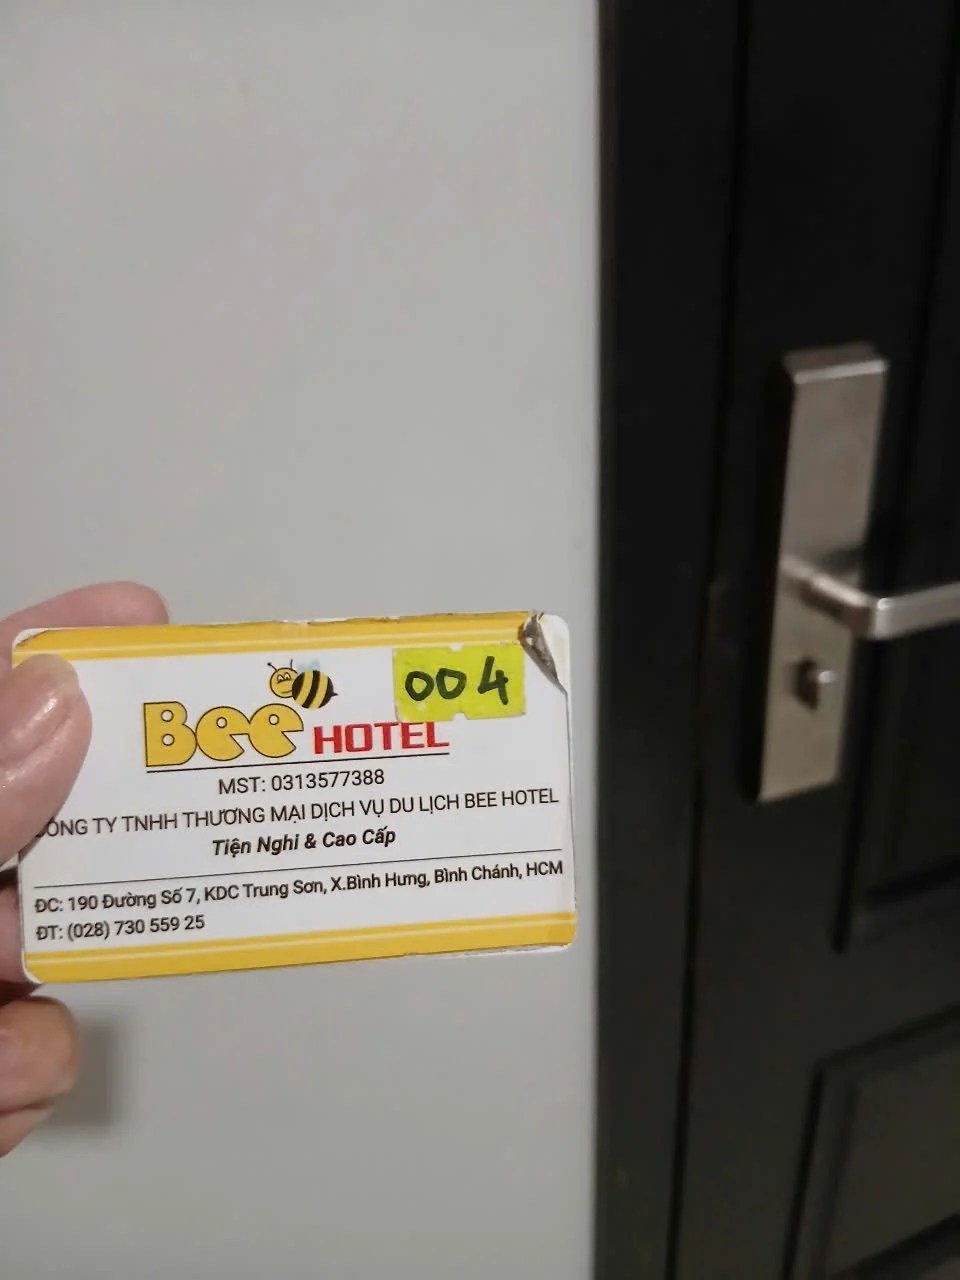 004
Bee HOTEL
MST: 0313577388
CÔNG TY TNHH THƯƠNG MẠI DỊCH VỤ DU LỊCH BEE HOTEL
Tiện Nghi & Cao Cấp
ĐC: 190 Đường Số 7, KDC Trung Sơn, X.Bình Hưng, Bình Chánh, HCM
ĐT: (028) 730 559 25